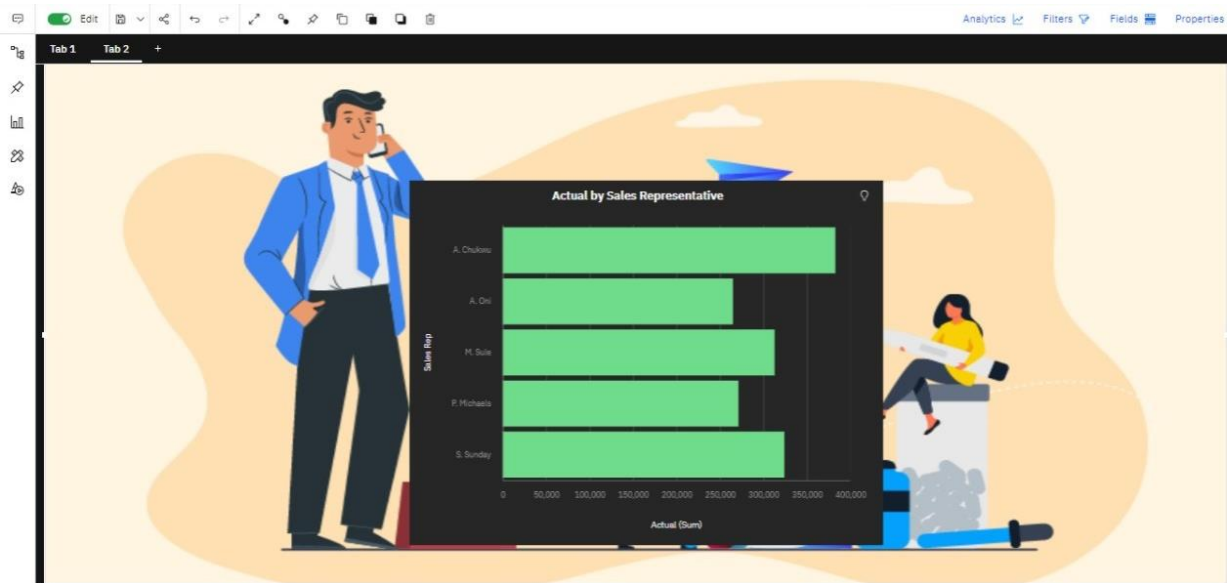 Edit
Analytics
Filters
Fields
Properties
Tab 1
Tab 2
+
Actual by Sales Representative
Sales Rep
A. Chukwu
A. Oni
M. Sule
P. Michaels
S. Sunday
0 50,000 100,000 150,000 200,000 250,000 300,000 350,000 400,000
Actual (Sum)